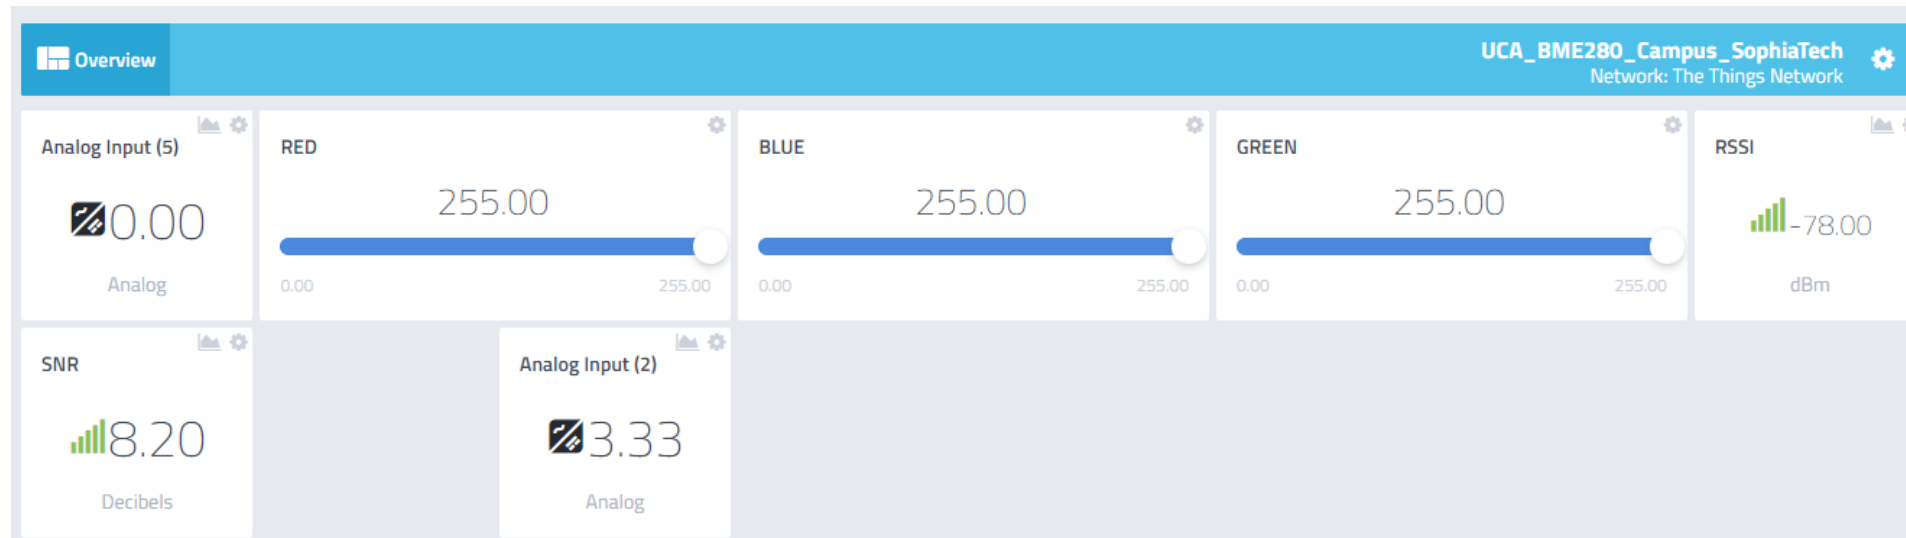 Overview
UCA_BME280_Campus_SophiaTech
Network: The Things Network
Analog Input (5)
0.00
Analog
RED
255.00
0.00 255.00
BLUE
255.00
0.00 255.00
GREEN
255.00
0.00 255.00
RSSI
-78.00
dBm
SNR
8.20
Decibels
Analog Input (2)
3.33
Analog